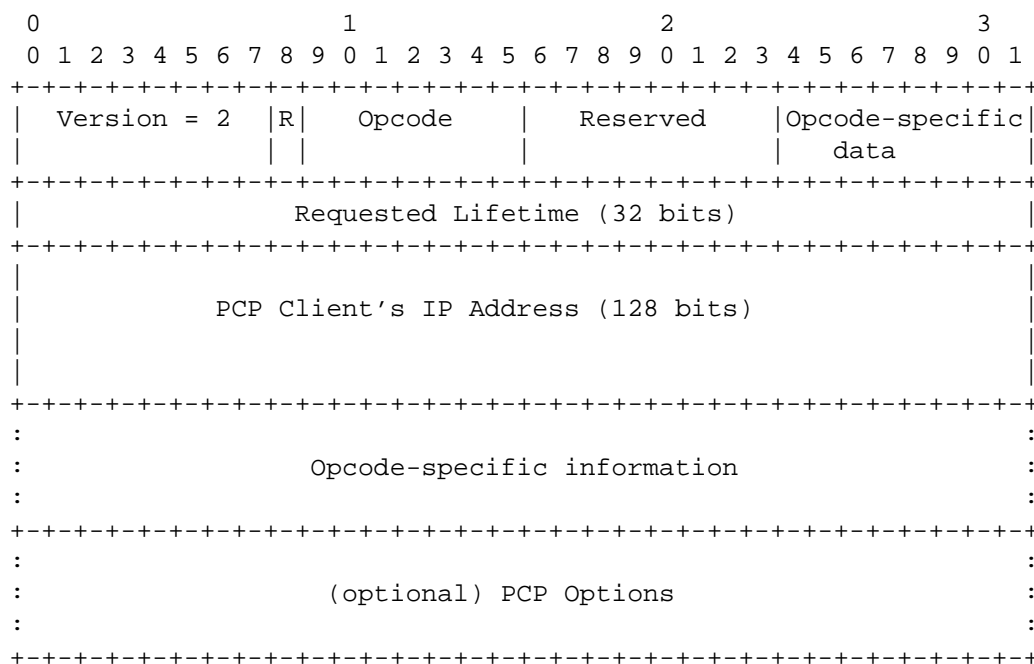 0                   1                   2                   3
 0 1 2 3 4 5 6 7 8 9 0 1 2 3 4 5 6 7 8 9 0 1 2 3 4 5 6 7 8 9 0 1
+-+-+-+-+-+-+-+-+-+-+-+-+-+-+-+-+-+-+-+-+-+-+-+-+-+-+-+-+-+-+-+-+
|  Version = 2  |R|   Opcode    |   Reserved    |Opcode-specific|
|               | |             |               |   data        |
+-+-+-+-+-+-+-+-+-+-+-+-+-+-+-+-+-+-+-+-+-+-+-+-+-+-+-+-+-+-+-+-+
|                 Requested Lifetime (32 bits)                  |
+-+-+-+-+-+-+-+-+-+-+-+-+-+-+-+-+-+-+-+-+-+-+-+-+-+-+-+-+-+-+-+-+
|                                                               |
|            PCP Client’s IP Address (128 bits)                 |
|                                                               |
|                                                               |
+-+-+-+-+-+-+-+-+-+-+-+-+-+-+-+-+-+-+-+-+-+-+-+-+-+-+-+-+-+-+-+-+
:                                                               :
:                  Opcode-specific information                  :
:                                                               :
+-+-+-+-+-+-+-+-+-+-+-+-+-+-+-+-+-+-+-+-+-+-+-+-+-+-+-+-+-+-+-+-+
:                                                               :
:                   (optional) PCP Options                      :
:                                                               :
+-+-+-+-+-+-+-+-+-+-+-+-+-+-+-+-+-+-+-+-+-+-+-+-+-+-+-+-+-+-+-+-+